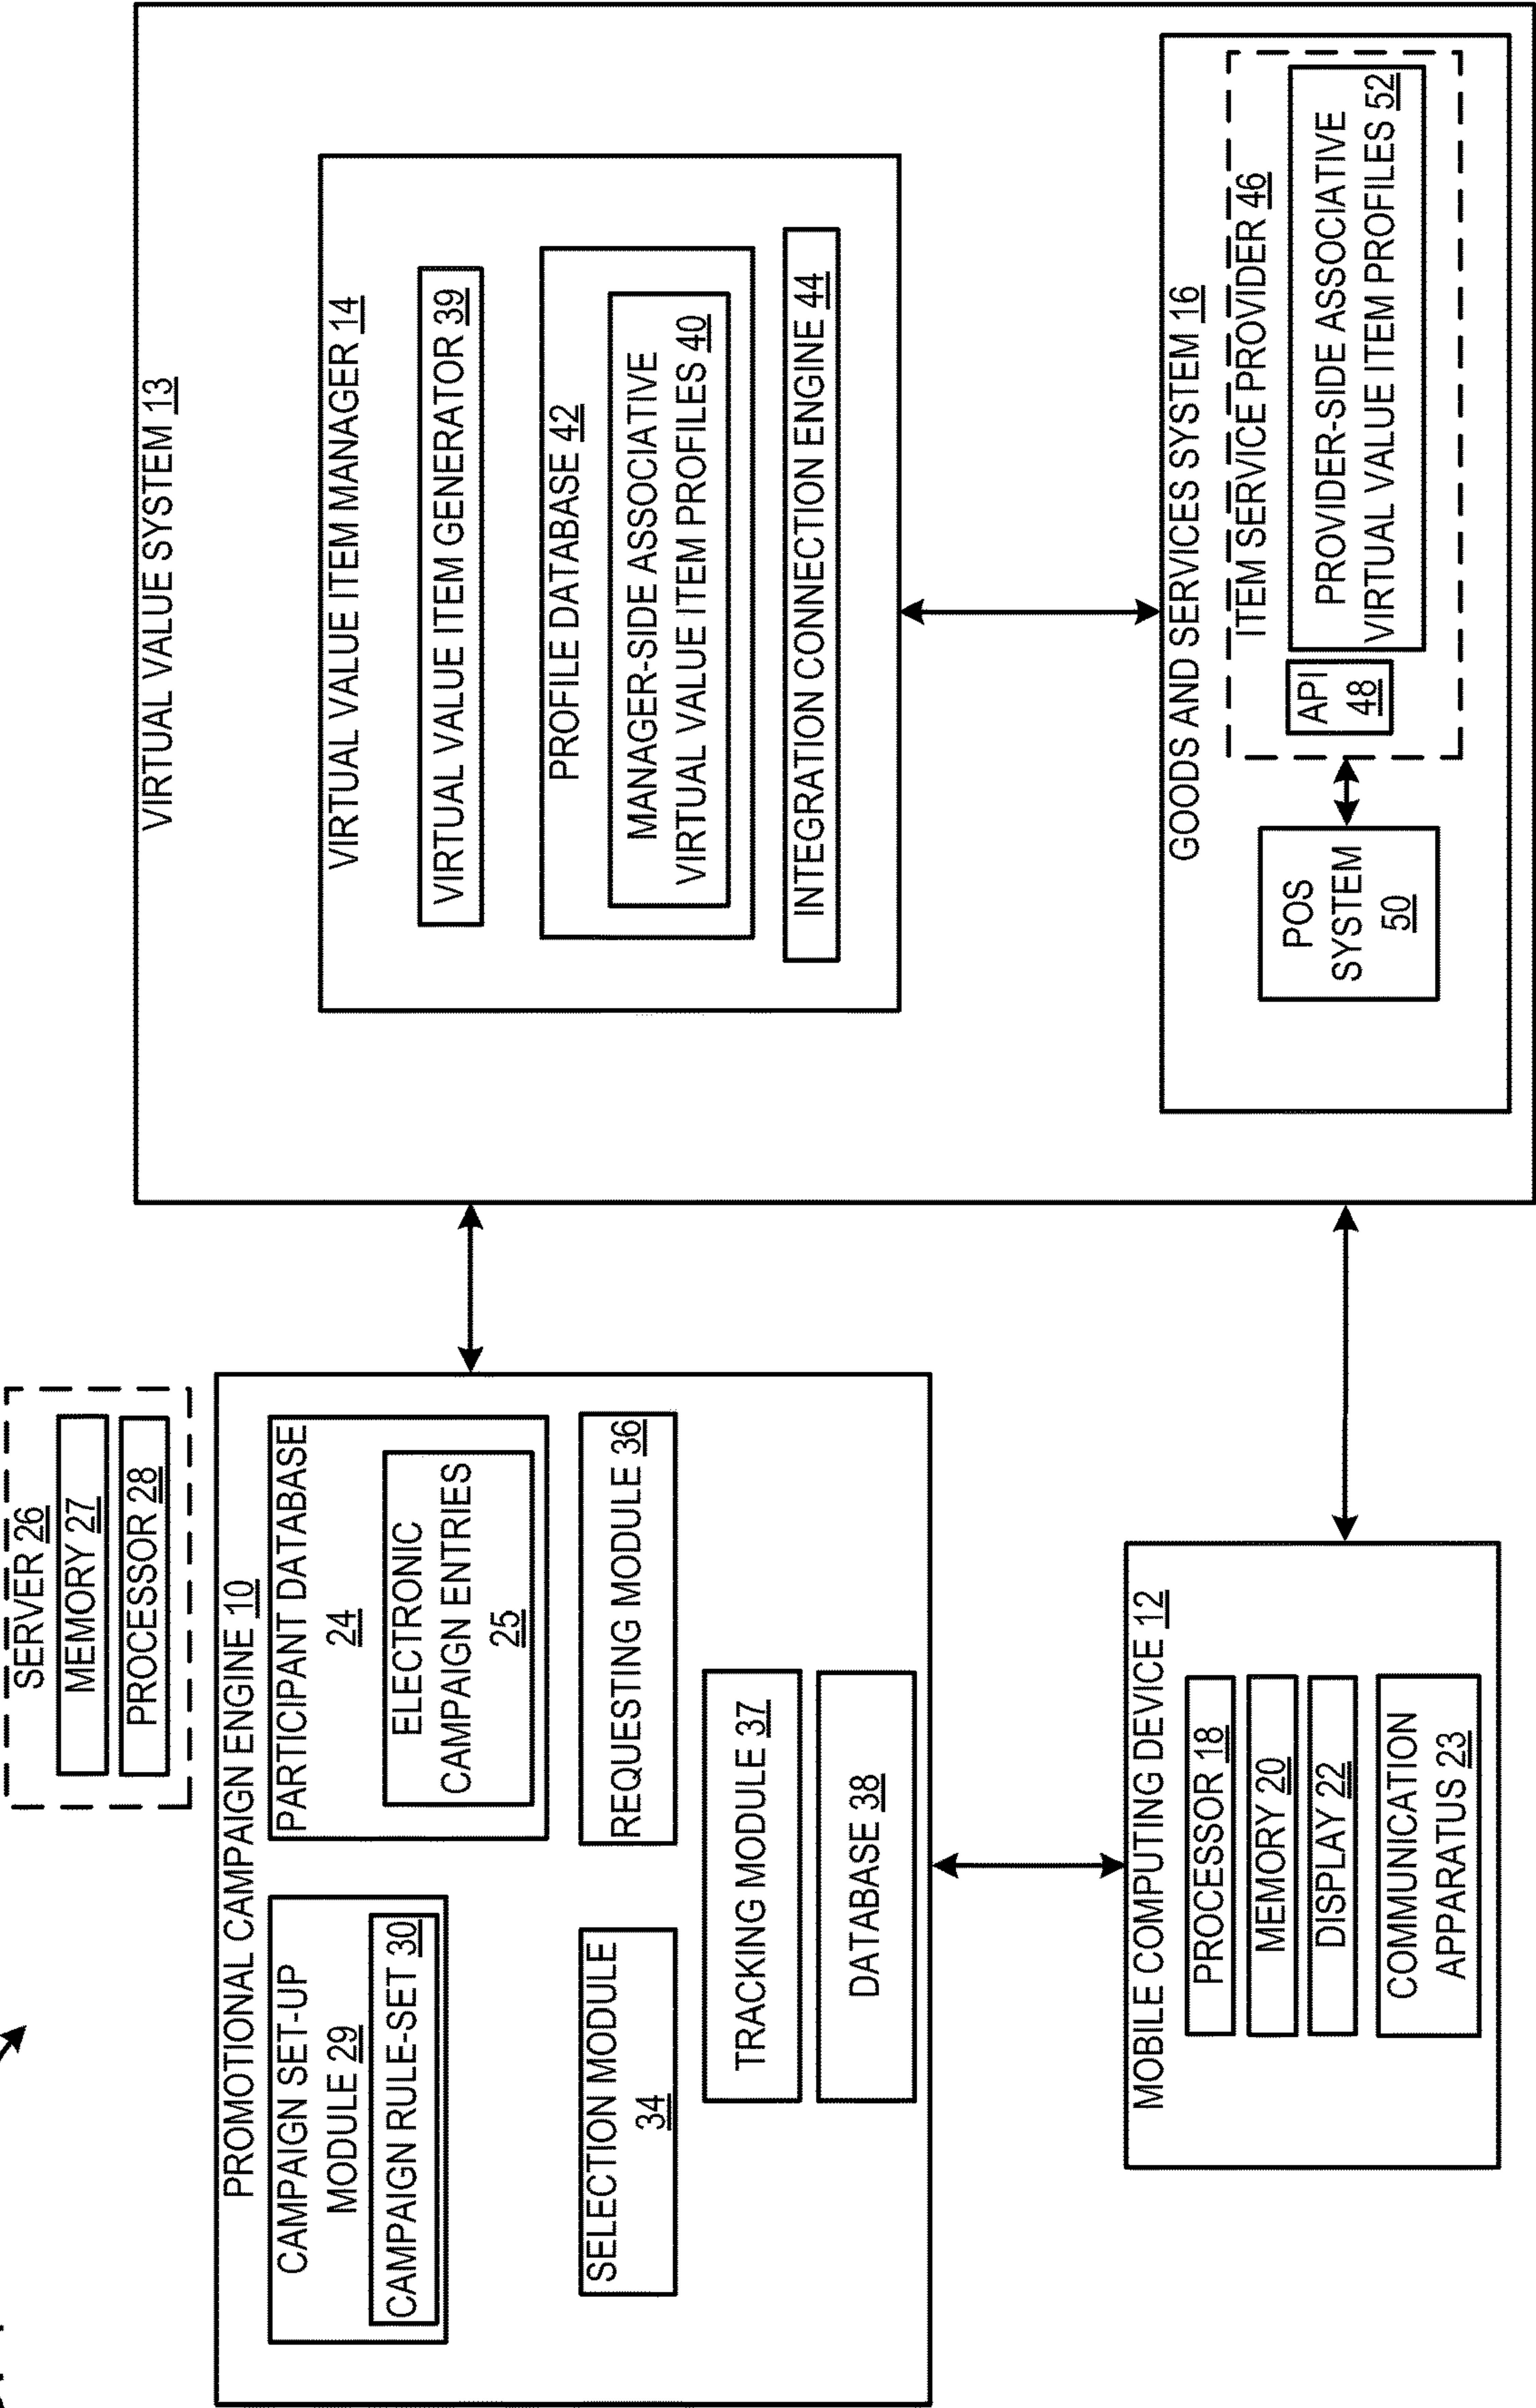 SERVER 26
MEMORY 27
PROCESSOR 28
PROMOTIONAL CAMPAIGN ENGINE 10
CAMPAIGN SET-UP
MODULE 29
CAMPAIGN RULE-SET 30
PARTICIPANT DATABASE
24
ELECTRONIC
CAMPAIGN ENTRIES
25
SELECTION MODULE
34
REQUESTING MODULE 36
TRACKING MODULE 37
DATABASE 38
MOBILE COMPUTING DEVICE 12
PROCESSOR 18
MEMORY 20
DISPLAY 22
COMMUNICATION
APPARATUS 23
VIRTUAL VALUE SYSTEM 13
VIRTUAL VALUE ITEM MANAGER 14
VIRTUAL VALUE ITEM GENERATOR 39
PROFILE DATABASE 42
MANAGER-SIDE ASSOCIATIVE
VIRTUAL VALUE ITEM PROFILES 40
INTEGRATION CONNECTION ENGINE 44
GOODS AND SERVICES SYSTEM 16
POS
SYSTEM
50
ITEM SERVICE PROVIDER 46
API
48
PROVIDER-SIDE ASSOCIATIVE
VIRTUAL VALUE ITEM PROFILES 52